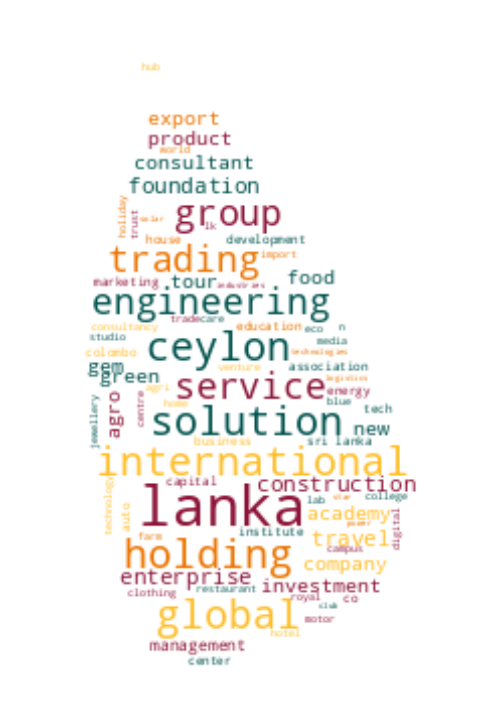 hub
export
product
world
consultant
foundation
holiday
trust
solar
group
lk
house
development
trading
import
marketing
tour
industries
food
engineering
tradecare
consultancy
education
eco
n
studio
ceylon
media
colombo
technologies
gem
venture
association
green
service
logistics
agri
energy
jewellery
agro
centre
home
blue
tech
solution
new
business
sri lanka
international
technology
capital
construction
lanka
lab
star
college
auto
academy
power
digital
institute
travel
farm
holding
campus
company
enterprise
investment
clothing
restaurant
royal
co
club
global
motor
hotel
management
center